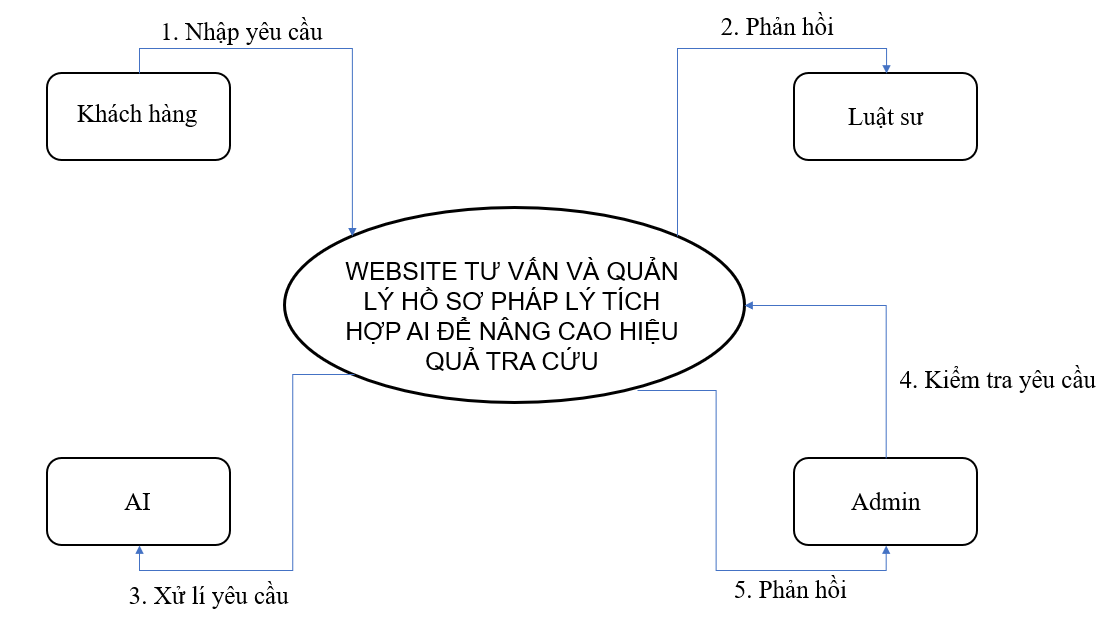 1. Nhập yêu cầu
2. Phản hồi
Khách hàng
Luật sư
WEBSITE TƯ VẤN VÀ QUẢN
LÝ HỒ SƠ PHÁP LÝ TÍCH
HỢP AI ĐỂ NÂNG CAO HIỆU
QUẢ TRA CỨU
4. Kiểm tra yêu cầu
AI
Admin
3. Xử lí yêu cầu
5. Phản hồi